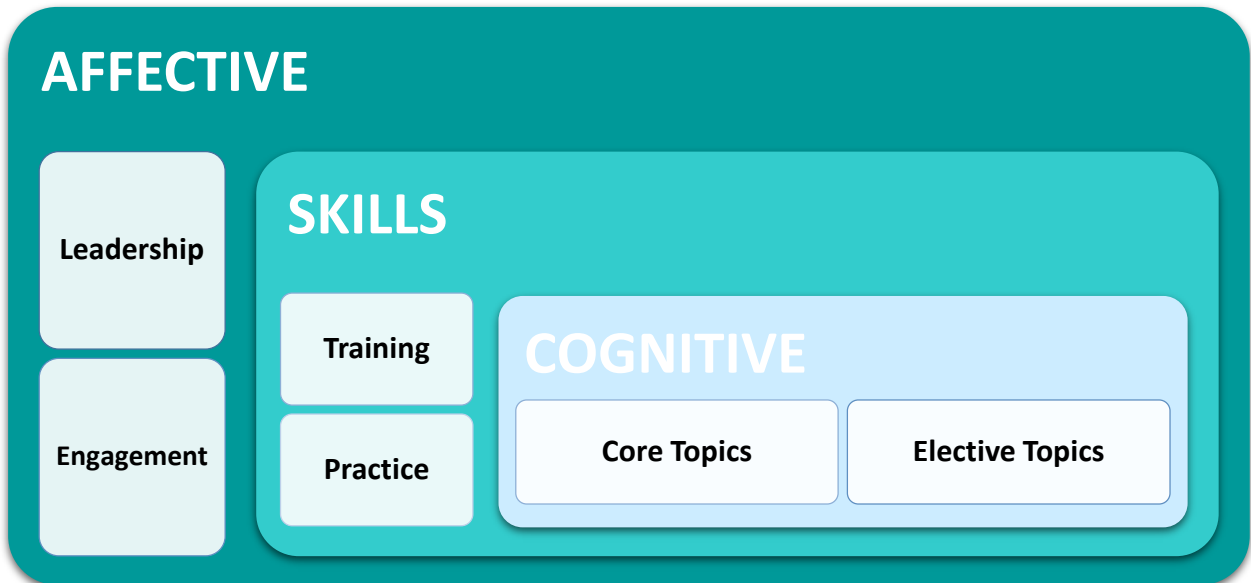 AFFECTIVE
Leadership
Engagement
SKILLS
Training
Practice
COGNITIVE
Core Topics
Elective Topics